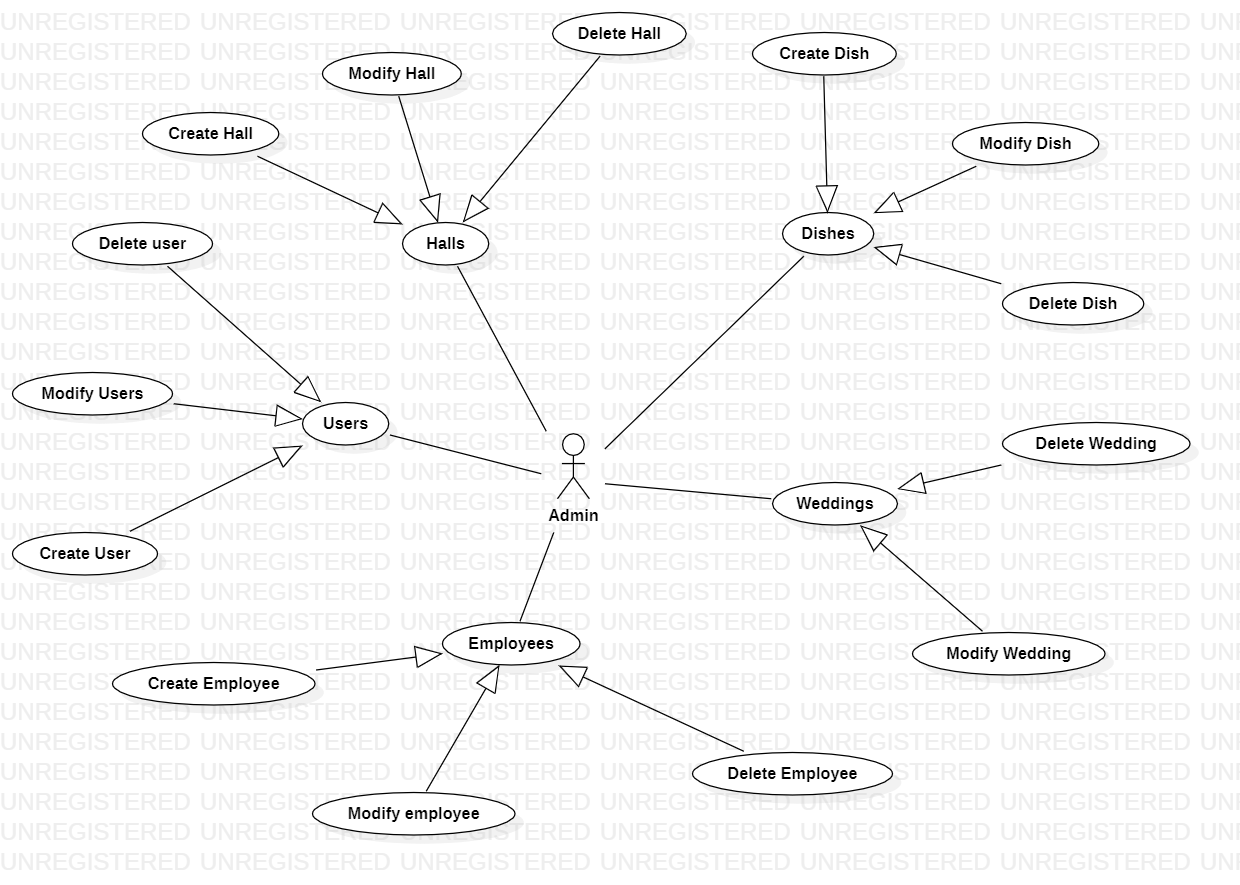 Delete Hall
Create Dish
Modify Hall
Create Hall
Modify Dish
Delete user
Halls
Dishes
Delete Dish
Modify Users
Users
Delete Wedding
Weddings
Admin
Create User
Employees
Modify Wedding
Create Employee
Delete Employee
Modify employee
UNREGISTERED